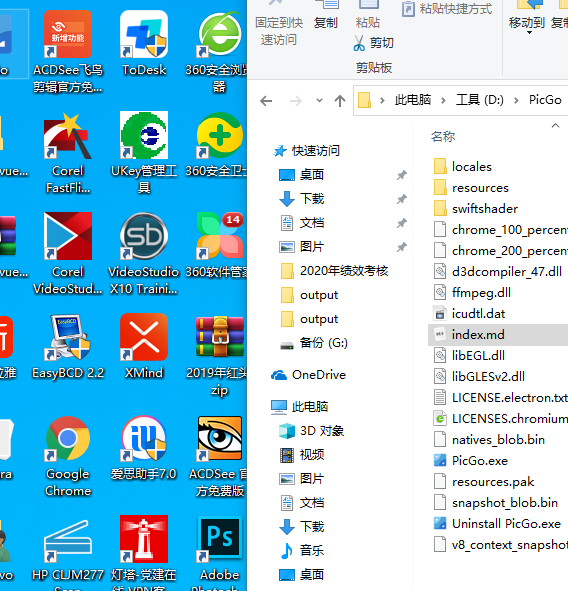 新增功能
ACDSee飞鸟
剪辑官方免...
ToDesk
360安全浏览
器
Corel
FastFli...
UKey管理工
具
360安全卫士
vue...
14
Corel
VideoStud...
VideoStudio
X10 Traini...
360软件管家
EasyBCD
EasyBCD 2.2
XMind
2019年红头
zip
Google
Chrome
爱思助手7.0
ACDSee 官
方免费版
vo
HP CLJM277
Scan
灯塔-党建在
线 VPN客
Ps
Adobe
Photosho
固定到快
速访问
复制
粘贴
粘贴快捷方式
剪切
剪贴板
移动到
复制
此电脑
工具 (D:)
PicGo
快速访问
桌面
下载
文档
图片
2020年绩效考核
output
output
备份 (G:)
OneDrive
此电脑
3D 对象
视频
图片
文档
下载
音乐
桌面
名称
locales
resources
swiftshader
chrome_100_percent
chrome_200_percent
d3dcompiler_47.dll
ffmpeg.dll
icudtl.dat
index.md
libEGL.dll
libGLESv2.dll
LICENSE.electron.txt
LICENSES.chromium
natives_blob.bin
PicGo.exe
resources.pak
snapshot_blob.bin
Uninstall PicGo.exe
v8_context_snapshot